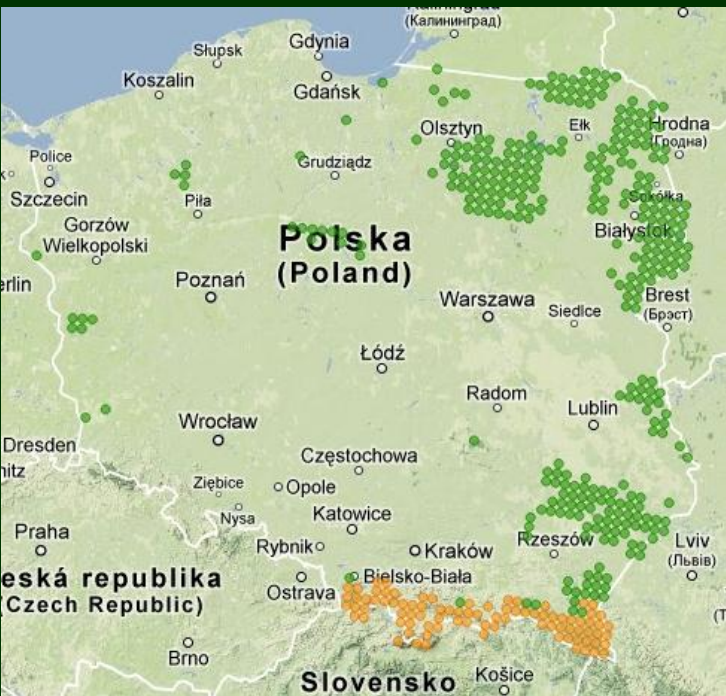 (Калининград)
Gdynia
Słupsk
Koszalin
Gdańsk
Olsztyn
Ełk
Hrodna
(Гродна)
Police
Grudziądz
Szczecin
Piła
Sokółka
Gorzów
Wielkopolski
Białystok
Polska
(Poland)
erlin
Poznań
Warszawa
Siedlce
Brest
(Брэст)
Łódź
Radom
Lublin
Wrocław
Dresden
nitz
Częstochowa
Ziębice
Opole
Nysa
Katowice
Praha
Rybnik
Kraków
Rzeszów
Lviv
(Львів)
eská republika
Czech Republic)
Ostrava
Bielsko-Biała
(T
Brno
Slovensko
Košice